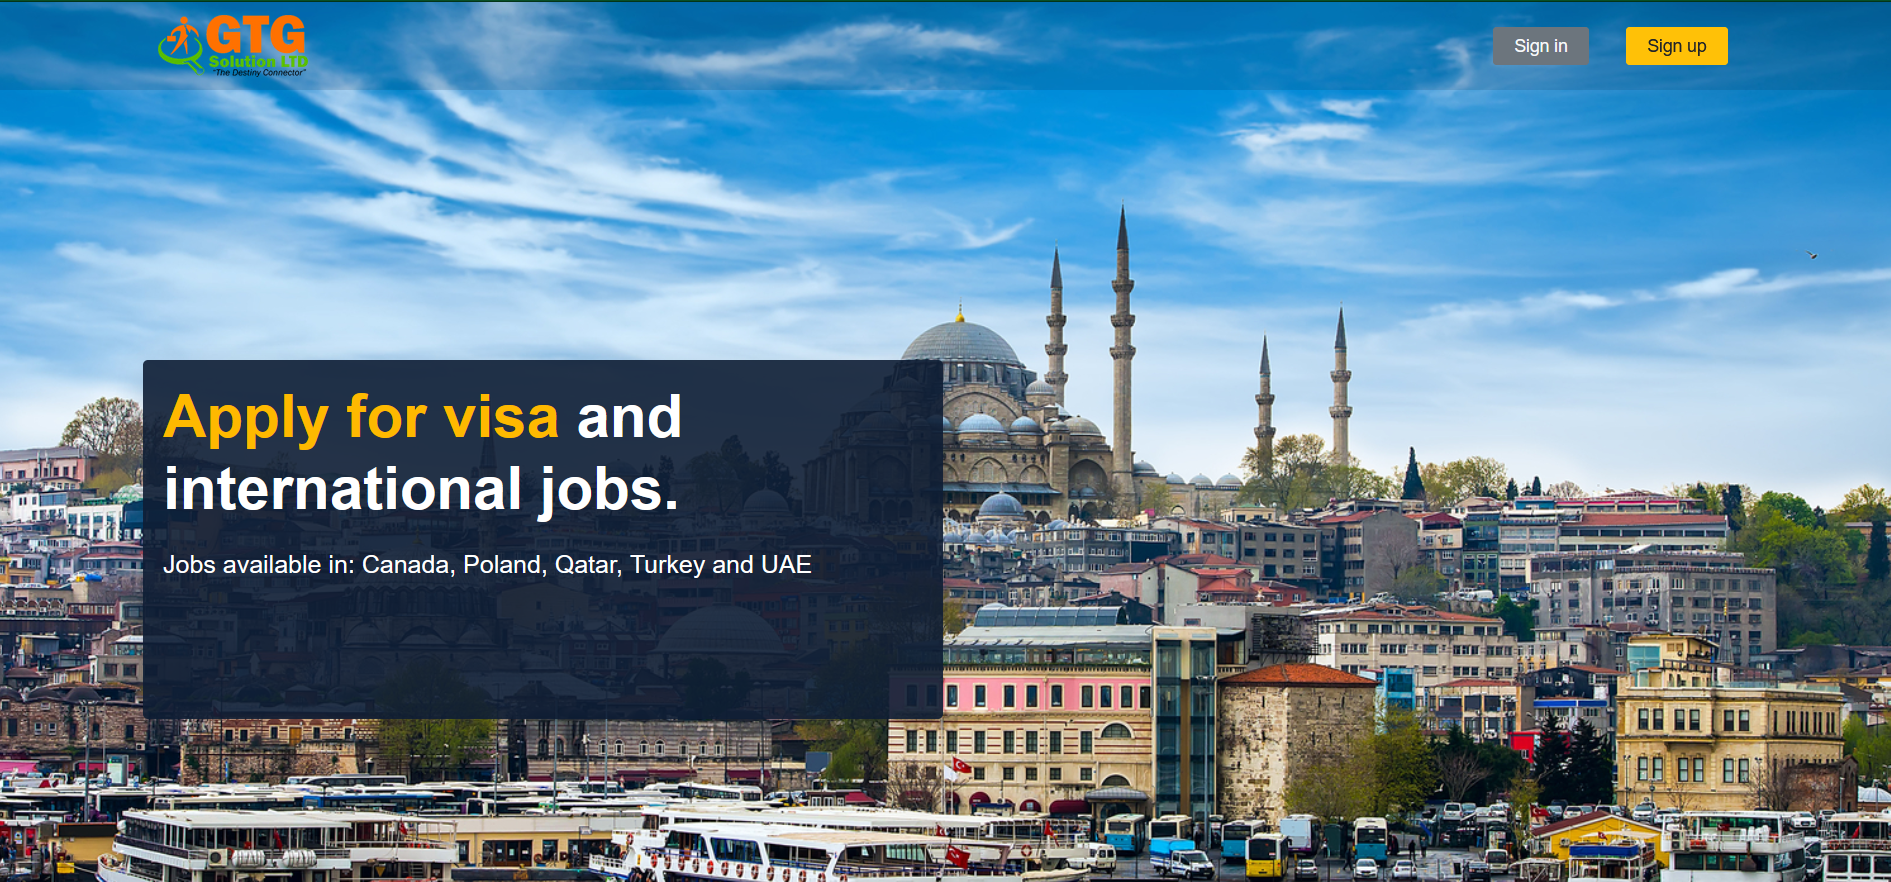 GTG
Solution LTD
"The Destiny Connector"
Sign in
Sign up
Apply for visa and
international jobs.
Jobs available in: Canada, Poland, Qatar, Turkey and UAE